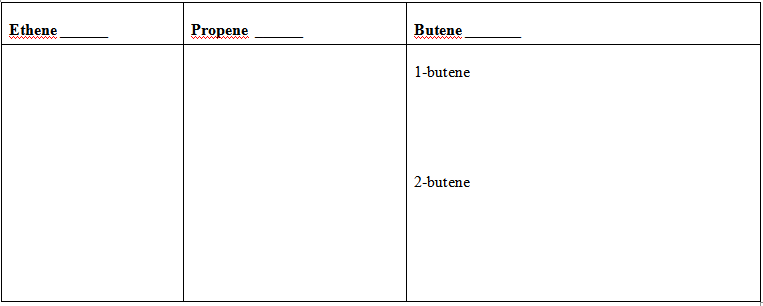 Ethene ______ Propene ______ Butene _______
1-butene
2-butene